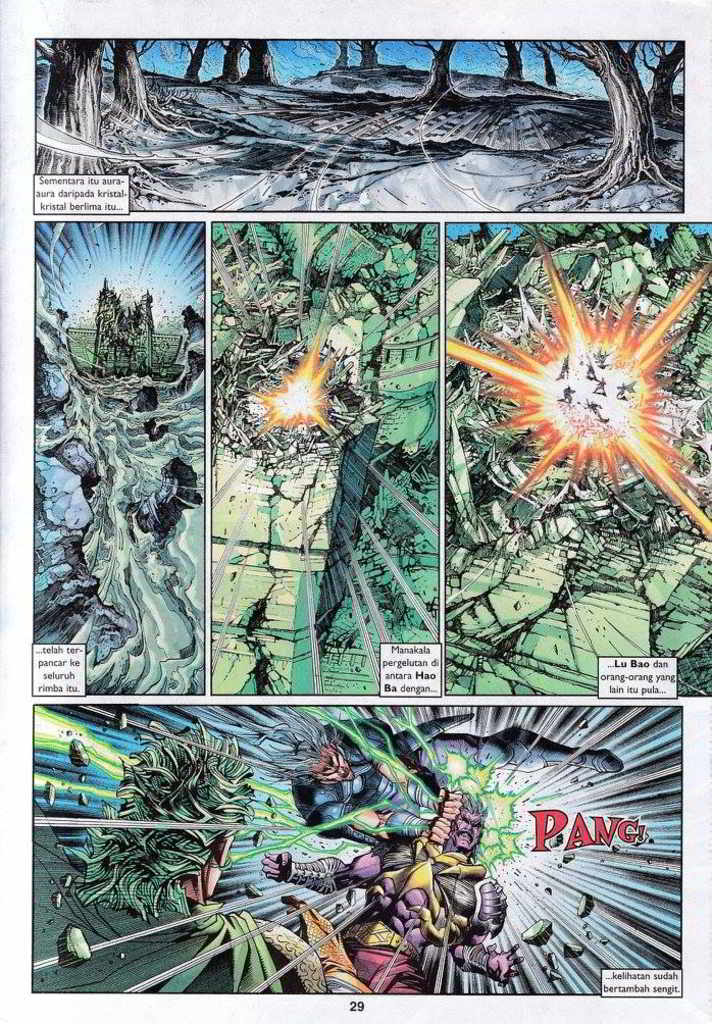 Sementara itu aura-
aura daripada kristal-
kristal berlima itu...
...telah ter-
pancar ke
seluruh
rimba itu.
Manakala
pergelutan di
antara Hao
Ba dengan...
...Lu Bao dan
orang-orang yang
lain itu pula...
PANG!
...kelihatan sudah
bertambah sengit.
29